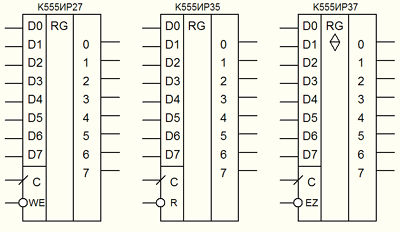 К555ИР27
D0 RG
D1 0
D2 1
D3 2
D4 3
D5 4
D6 5
D7 6
7
C
WE
К555ИР35
D0 RG
D1 0
D2 1
D3 2
D4 3
D5 4
D6 5
D7 6
7
C
R
К555ИР37
D0 RG
D1 0
D2 1
D3 2
D4 3
D5 4
D6 5
D7 6
7
C
EZ